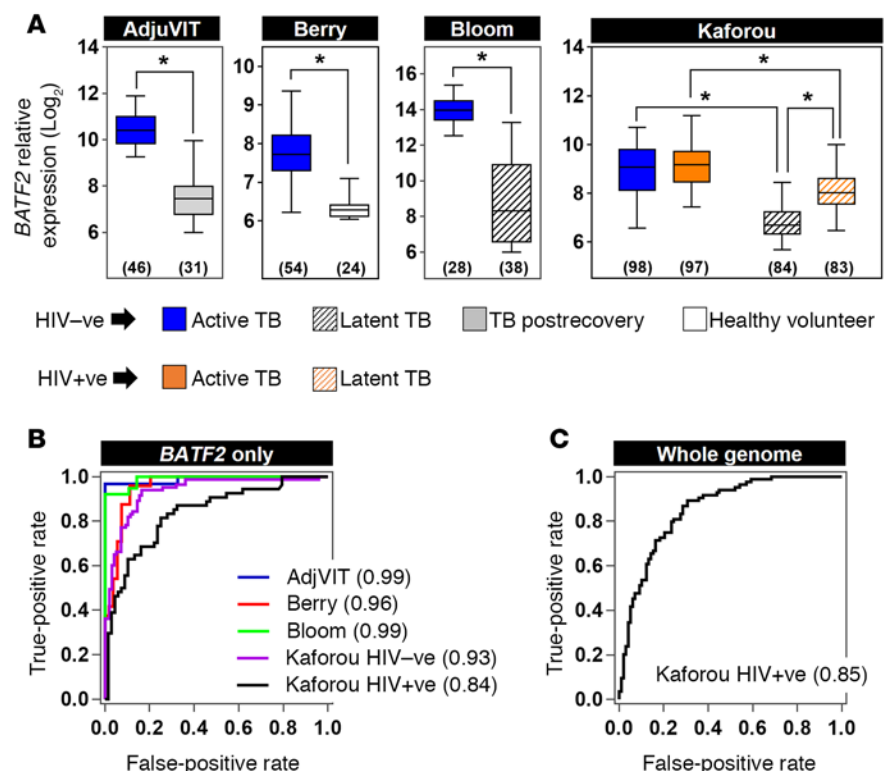 A
AdjuVIT
Berry
Bloom
Kaforou
BATF2 relative
expression (Log2)
14
12
10
8
6
*
(46) (31)
10
9
8
7
6
*
(54) (24)
16
14
12
10
8
6
*
(28) (38)
14
12
10
8
6
*
*
*
(98) (97) (84) (83)
HIV–ve Active TB Latent TB TB postrecovery Healthy volunteer
HIV+ve Active TB Latent TB
B
BATF2 only
True-positive rate
1.0
0.8
0.6
0.4
0.2
0.0
AdjVIT (0.99)
Berry (0.96)
Bloom (0.99)
Kaforou HIV–ve (0.93)
Kaforou HIV+ve (0.84)
0.0 0.2 0.4 0.6 0.8 1.0
False-positive rate
C
Whole genome
True-positive rate
1.0
0.8
0.6
0.4
0.2
0.0
Kaforou HIV+ve (0.85)
0.0 0.2 0.4 0.6 0.8 1.0
False-positive rate